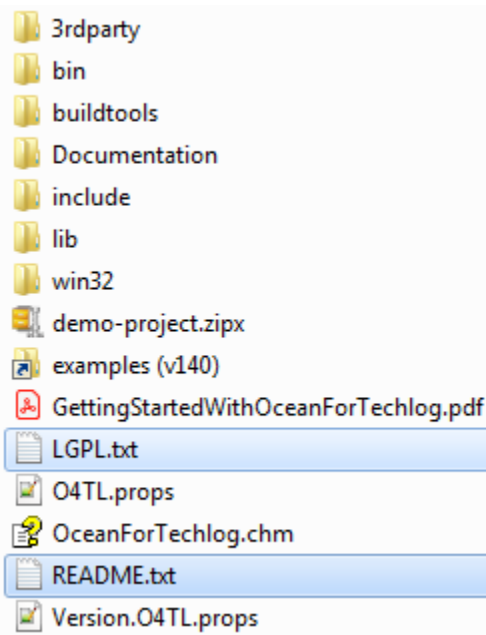 3rdparty
bin
buildtools
Documentation
include
lib
win32
demo-project.zipx
examples (v140)
GettingStartedWithOceanForTechlog.pdf
LGPL.txt
O4TL.props
OceanForTechlog.chm
README.txt
Version.O4TL.props